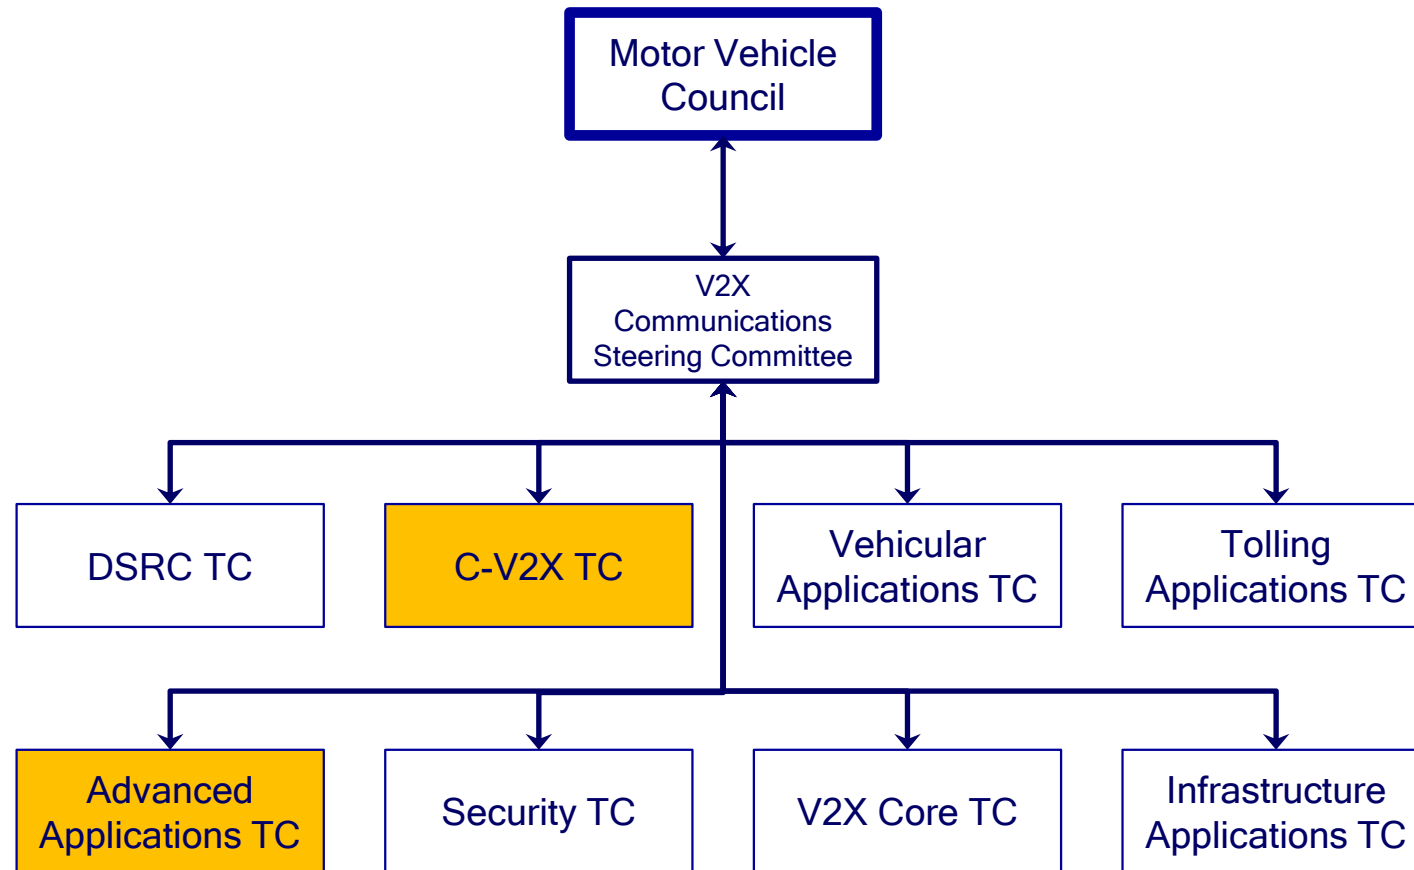 Motor Vehicle
Council
V2X
Communications
Steering Committee
DSRC TC
C-V2X TC
Vehicular
Applications TC
Tolling
Applications TC
Advanced
Applications TC
Security TC
V2X Core TC
Infrastructure
Applications TC